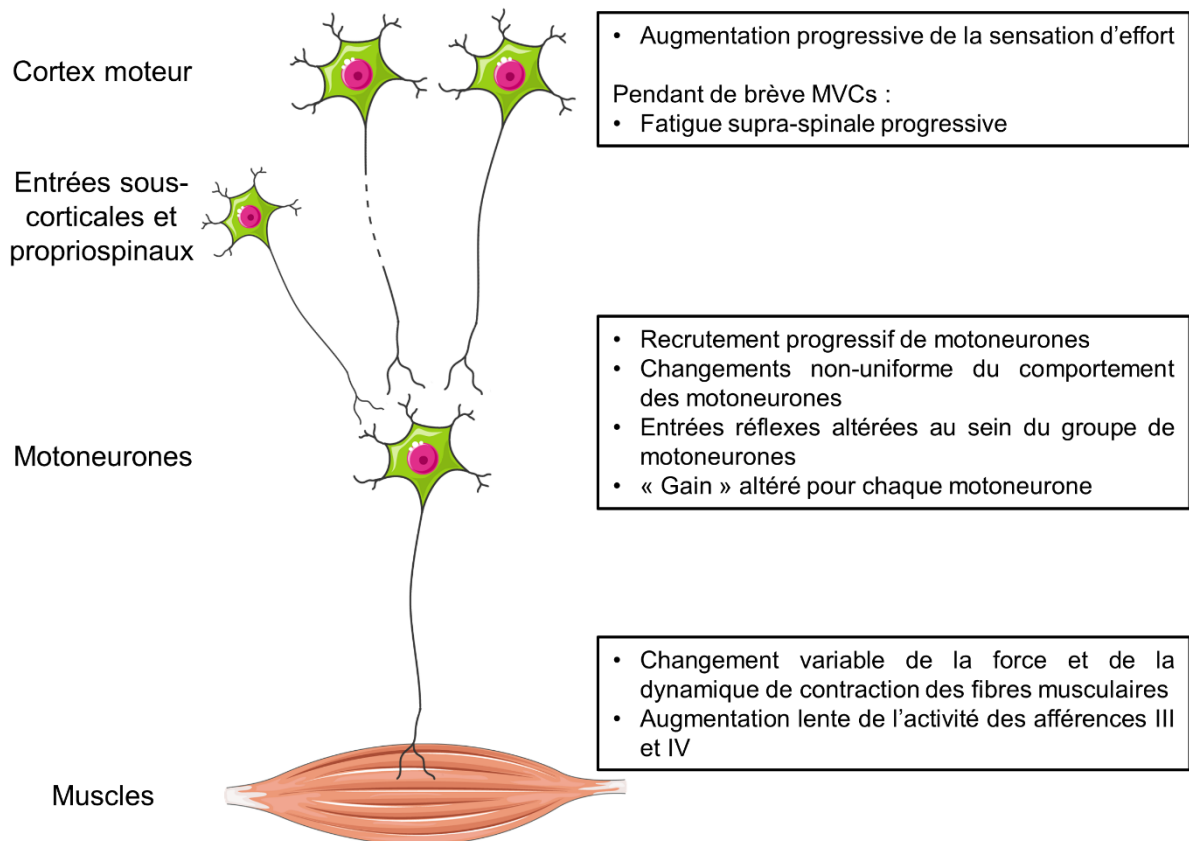 Cortex moteur
• Augmentation progressive de la sensation d’effort
Pendant de brève MVCs :
• Fatigue supra-spinale progressive
Entrées sous-
corticales et
propriospinaux
Motoneurones
• Recrutement progressif de motoneurones
• Changements non-uniforme du comportement
des motoneurones
• Entrées réflexes altérées au sein du groupe de
motoneurones
• « Gain » altéré pour chaque motoneurone
Muscles
• Changement variable de la force et de la
dynamique de contraction des fibres musculaires
• Augmentation lente de l’activité des afférences III
et IV